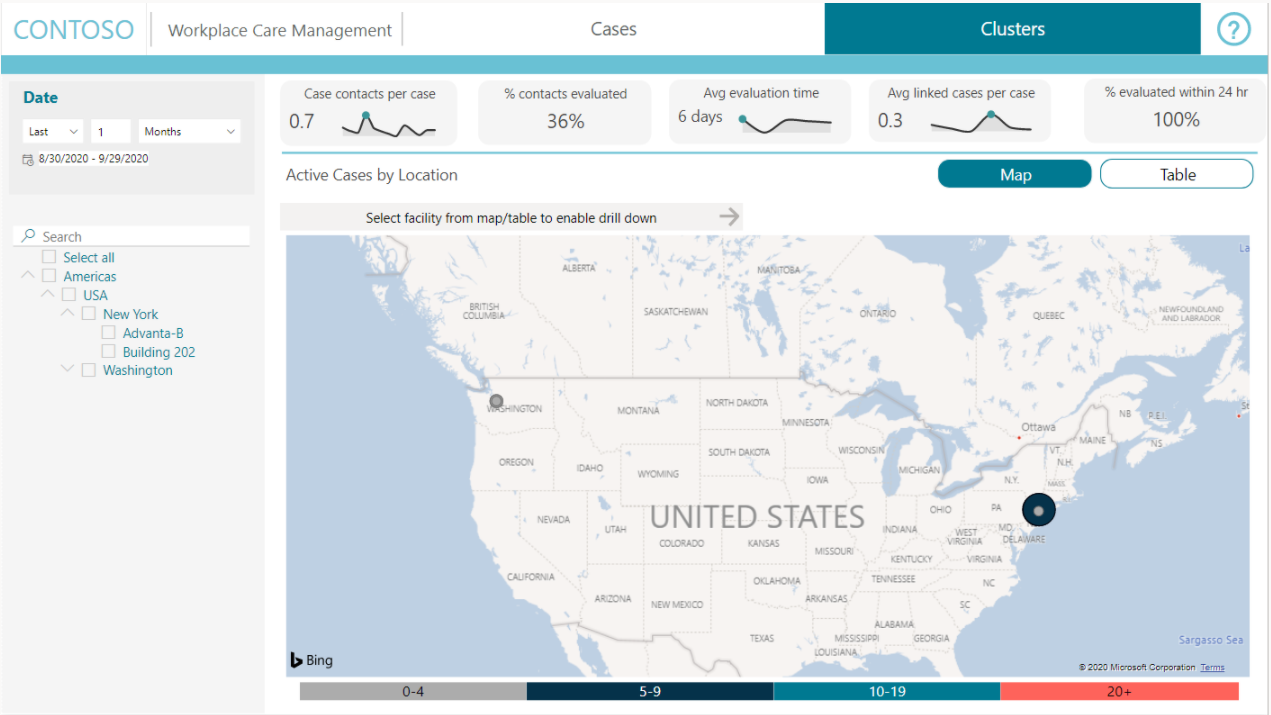 CONTOSO
Workplace Care Management
Cases
Clusters
?
Date
Last
1
Months
8/30/2020 - 9/29/2020
Case contacts per case
0.7
% contacts evaluated
36%
Avg evaluation time
6 days
Avg linked cases per case
0.3
% evaluated within 24 hr
100%
Active Cases by Location
Map
Table
Select facility from map/table to enable drill down
Search
Select all
Americas
USA
New York
Advanta-B
Building 202
Washington
La
ALBERTA
MANITOBA
BRITISH
COLUMBIA
SASKATCHEWAN
ONTARIO
QUEBEC
NEWFOUNDLAND
AND LABRADOR
WASHINGTON
MONTANA
NORTH DAKOTA
MINNESOTA
Ottawa
NB
P.E.I.
St
MAINE
NS
VT.
N.H.
OREGON
IDAHO
WYOMING
SOUTH DAKOTA
WISCONSIN
MICHIGAN
IOWA
N.Y.
MASS.
NEVADA
UTAH
UNITED STATES
COLORADO
KANSAS
MISSOURI
INDIANA
OHIO
PA
WEST
VIRGINIA
MD.
DELAWARE
KENTUCKY
VIRGINIA
CALIFORNIA
ARIZONA
NEW MEXICO
OKLAHOMA
ARKANSAS
TENNESSEE
NC
SC
TEXAS
MISSISSIPPI
ALABAMA
GEORGIA
LOUISIANA
Sargasso Sea
Bing
© 2020 Microsoft Corporation Terms
0-4
5-9
10-19
20+